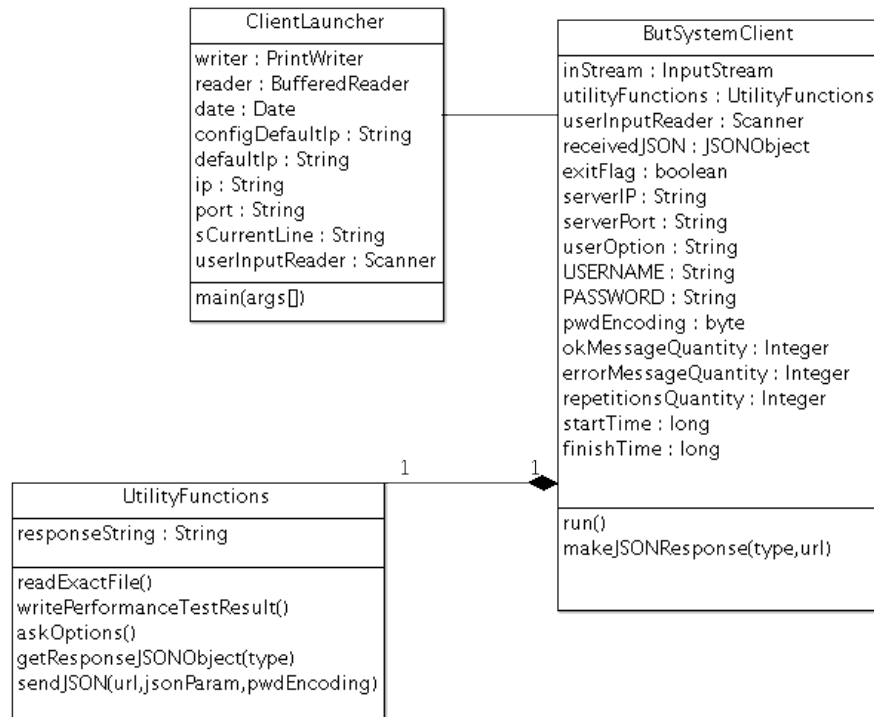 ClientLauncher
writer : PrintWriter
reader : BufferedReader
date : Date
configDefaultIp : String
defaultIp : String
ip : String
port : String
sCurrentLine : String
userInputReader : Scanner
main(args[])
ButSystemClient
inStream : InputStream
utilityFunctions : UtilityFunctions
userInputReader : Scanner
receivedJSON : JSONObject
exitFlag : boolean
serverIP : String
serverPort : String
userOption : String
USERNAME : String
PASSWORD : String
pwdEncoding : byte
okMessageQuantity : Integer
errorMessageQuantity : Integer
repetitionsQuantity : Integer
startTime : long
finishTime : long
run()
makeJSONResponse(type,url)
1
1
UtilityFunctions
responseString : String
readExactFile()
writePerformanceTestResult()
askOptions()
getResponseJSONObject(type)
sendJSON(url,jsonParam,pwdEncoding)